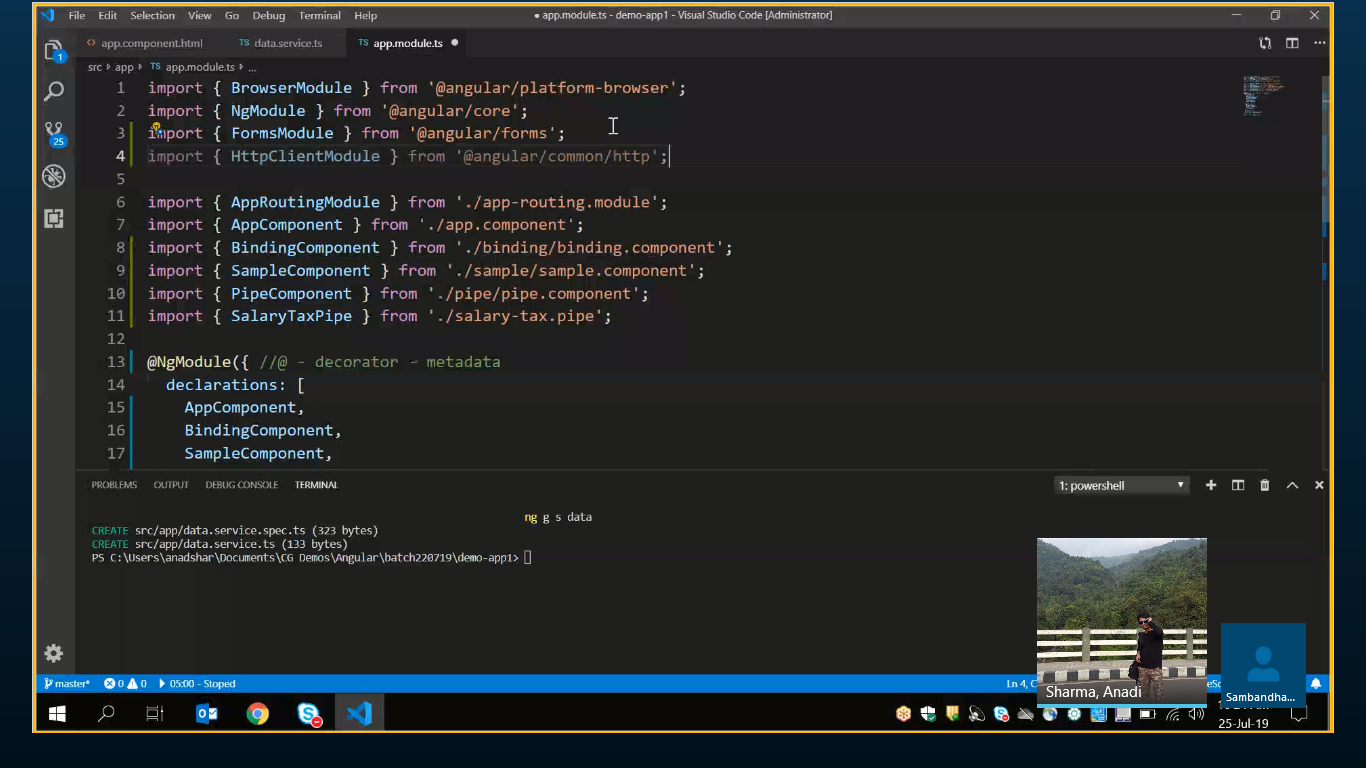 File Edit Selection View Go Debug Terminal Help
● app.module.ts - demo-app1 - Visual Studio Code [Administrator]
<> app.component.html TS data.service.ts TS app.module.ts ●
src › app › TS app.module.ts › ...
1 import { BrowserModule } from '@angular/platform-browser';
2 import { NgModule } from '@angular/core';
3 import { FormsModule } from '@angular/forms';
4 import { HttpClientModule } from '@angular/common/http';
5
6 import { AppRoutingModule } from './app-routing.module';
7 import { AppComponent } from './app.component';
8 import { BindingComponent } from './binding/binding.component';
9 import { SampleComponent } from './sample/sample.component';
10 import { PipeComponent } from './pipe/pipe.component';
11 import { SalaryTaxPipe } from './salary-tax.pipe';
12
13 @NgModule({ //@ - decorator - metadata
14 declarations: [
15 AppComponent,
16 BindingComponent,
17 SampleComponent,
1
25
PROBLEMS OUTPUT DEBUG CONSOLE TERMINAL 1: powershell
ng g s data
CREATE src/app/data.service.spec.ts (323 bytes)
CREATE src/app/data.service.ts (133 bytes)
PS C:\Users\anadshar\Documents\CG Demos\Angular\batch220719\demo-app1>
Sharma, Anadi
Sambandha...
master* 0 0 05:00 - Stoped Ln 4, C
25-Jul-19